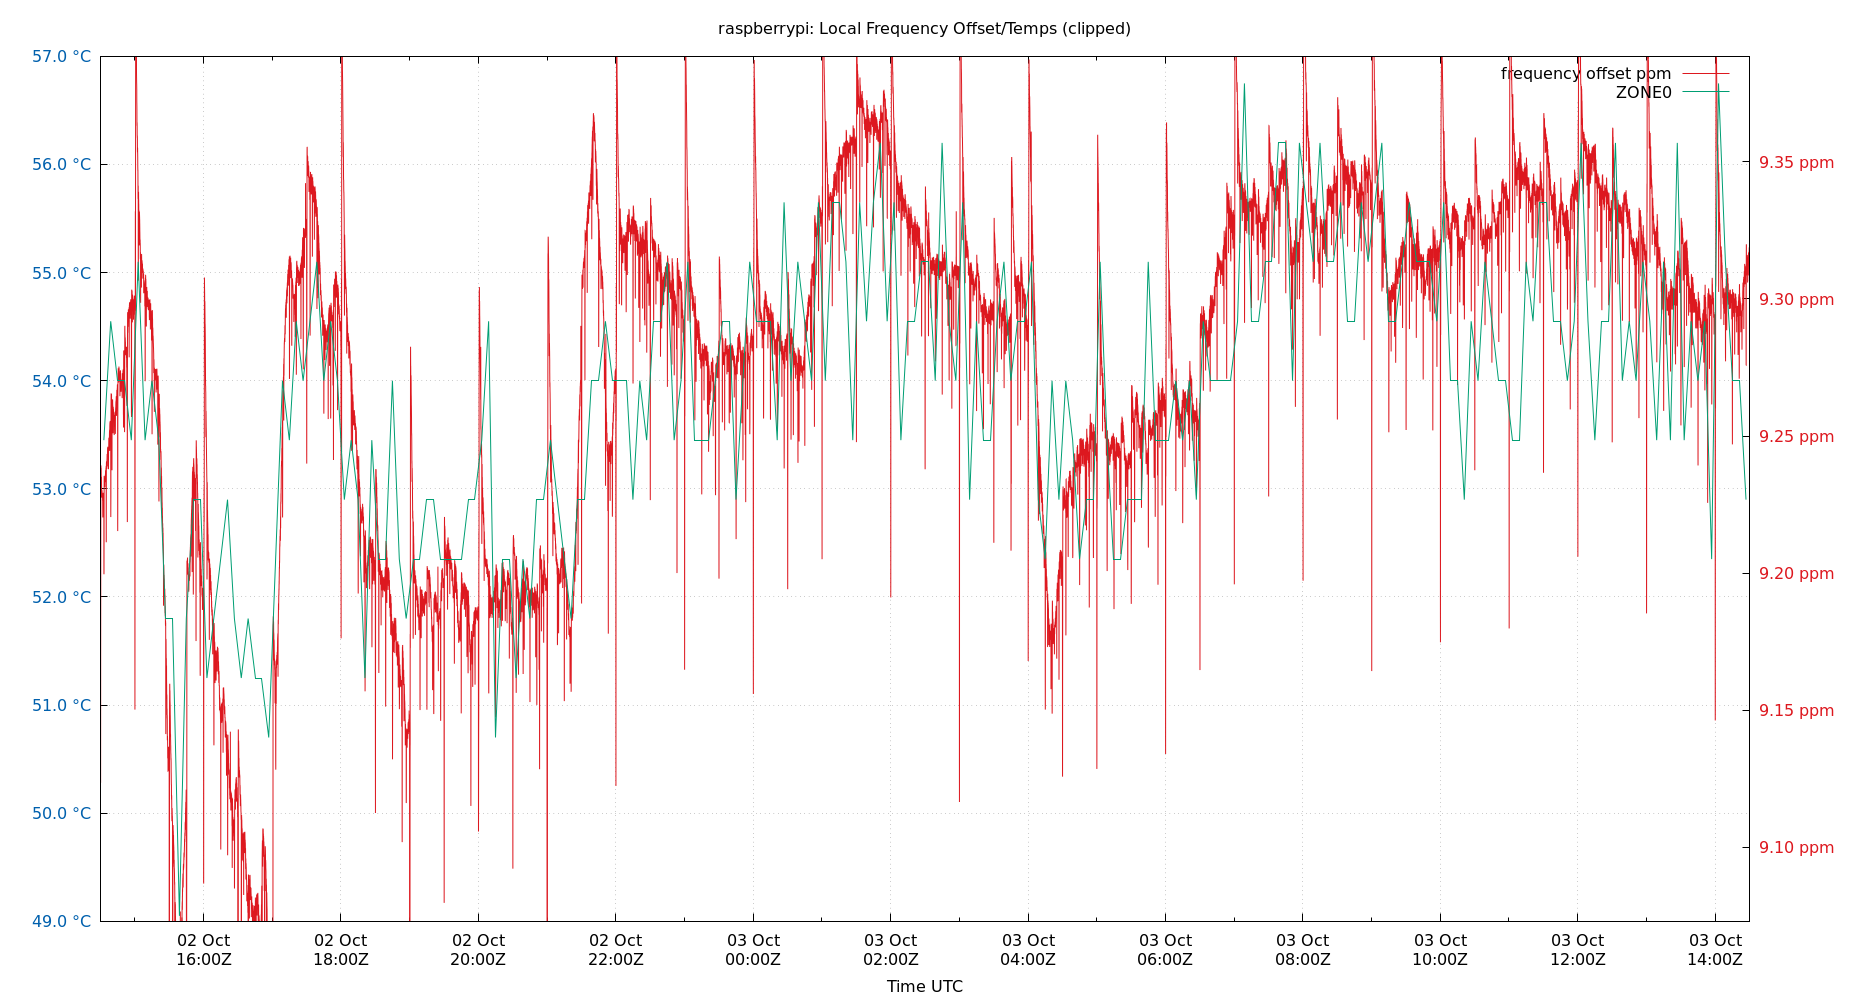 raspberrypi: Local Frequency Offset/Temps (clipped)
frequency offset ppm
ZONE0
57.0 °C
56.0 °C
55.0 °C
54.0 °C
53.0 °C
52.0 °C
51.0 °C
50.0 °C
49.0 °C
9.35 ppm
9.30 ppm
9.25 ppm
9.20 ppm
9.15 ppm
9.10 ppm
02 Oct
16:00Z
02 Oct
18:00Z
02 Oct
20:00Z
02 Oct
22:00Z
03 Oct
00:00Z
03 Oct
02:00Z
03 Oct
04:00Z
03 Oct
06:00Z
03 Oct
08:00Z
03 Oct
10:00Z
03 Oct
12:00Z
03 Oct
14:00Z
Time UTC